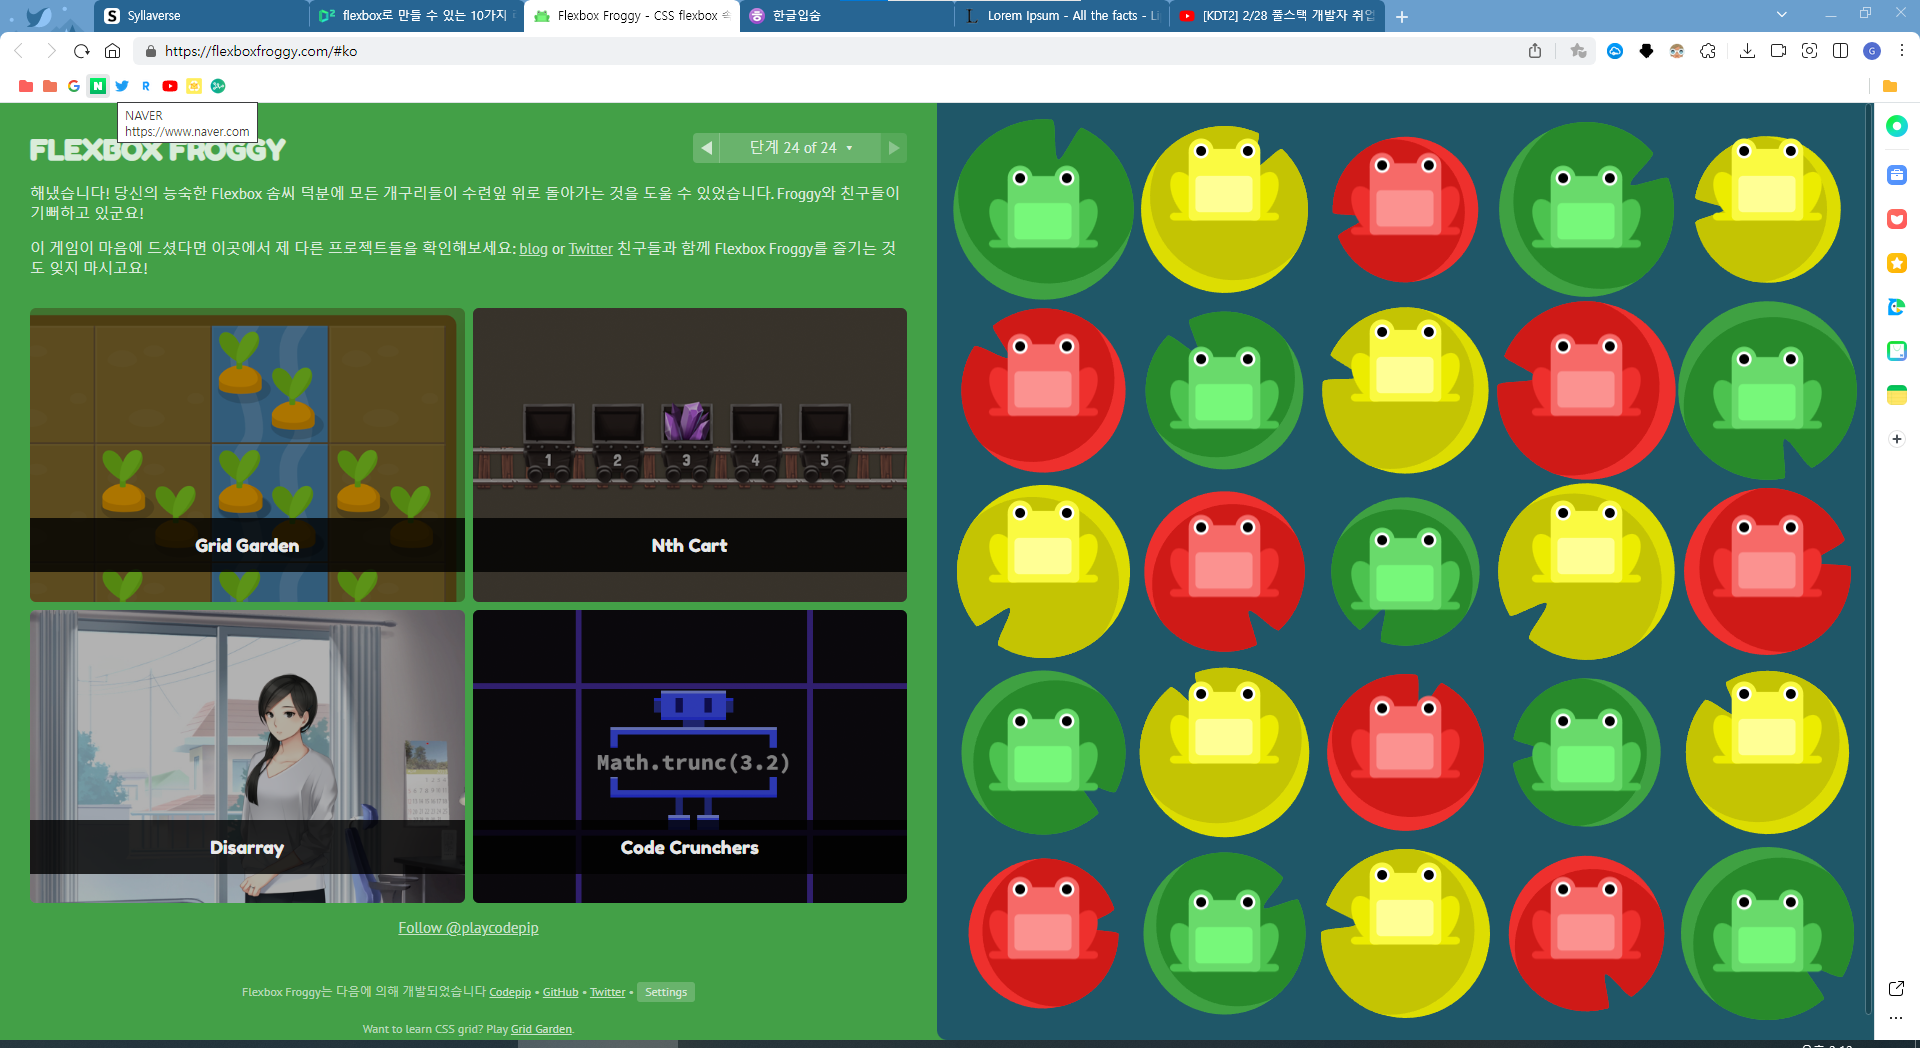 Syllaverse
flexbox로 만들 수 있는 10가지
Flexbox Froggy - CSS flexbox
한글입숨
Lorem Ipsum - All the facts - Li
[KDT2] 2/28 풀스택 개발자 취업
https://flexboxfroggy.com/#ko
NAVER
https://www.naver.com
FLEXBOX FROGGY
단계 24 of 24
해냈습니다! 당신의 능숙한 Flexbox 솜씨 덕분에 모든 개구리들이 수련잎 위로 돌아가는 것을 도울 수 있었습니다. Froggy와 친구들이
기뻐하고 있군요!
이 게임이 마음에 드셨다면 이곳에서 제 다른 프로젝트들을 확인해보세요: blog or Twitter 친구들과 함께 Flexbox Froggy를 즐기는 것
도 잊지 마시고요!
1 2 3 4 5
Grid Garden
Nth Cart
Math.trunc(3.2)
Disarray
Code Crunchers
Follow @playcodepip
Flexbox Froggy는 다음에 의해 개발되었습니다 Codepip • GitHub • Twitter • Settings
Want to learn CSS grid? Play Grid Garden.